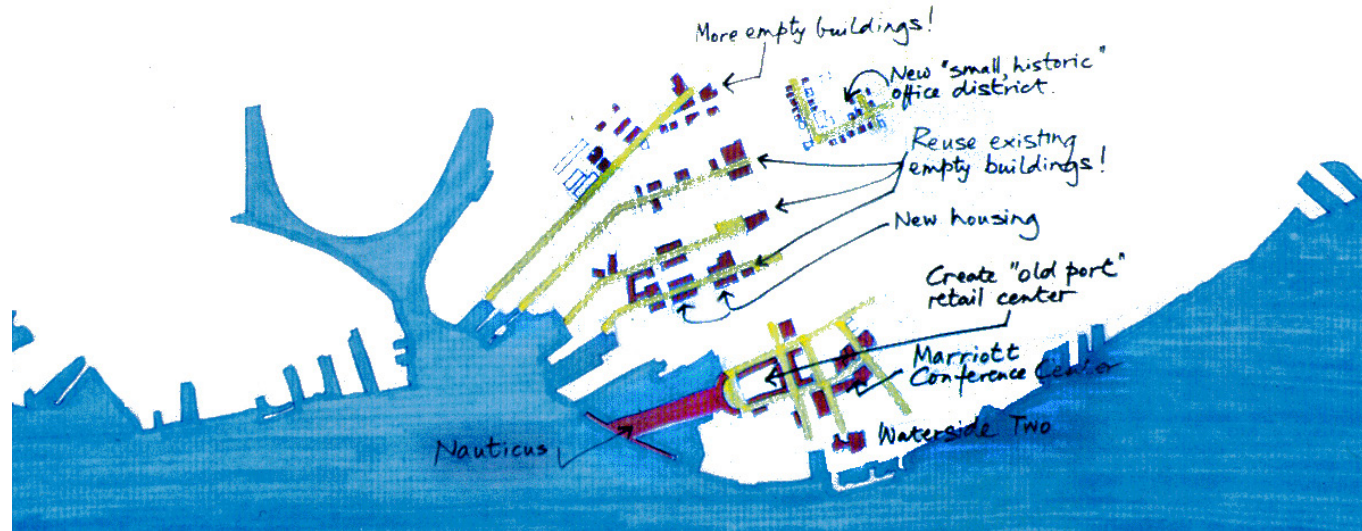 More empty buildings!
New "small, historic"
office district.
Reuse existing
empty buildings!
New housing
Create "old port"
retail center
Marriott
Conference Center
Waterside Two
Nauticus